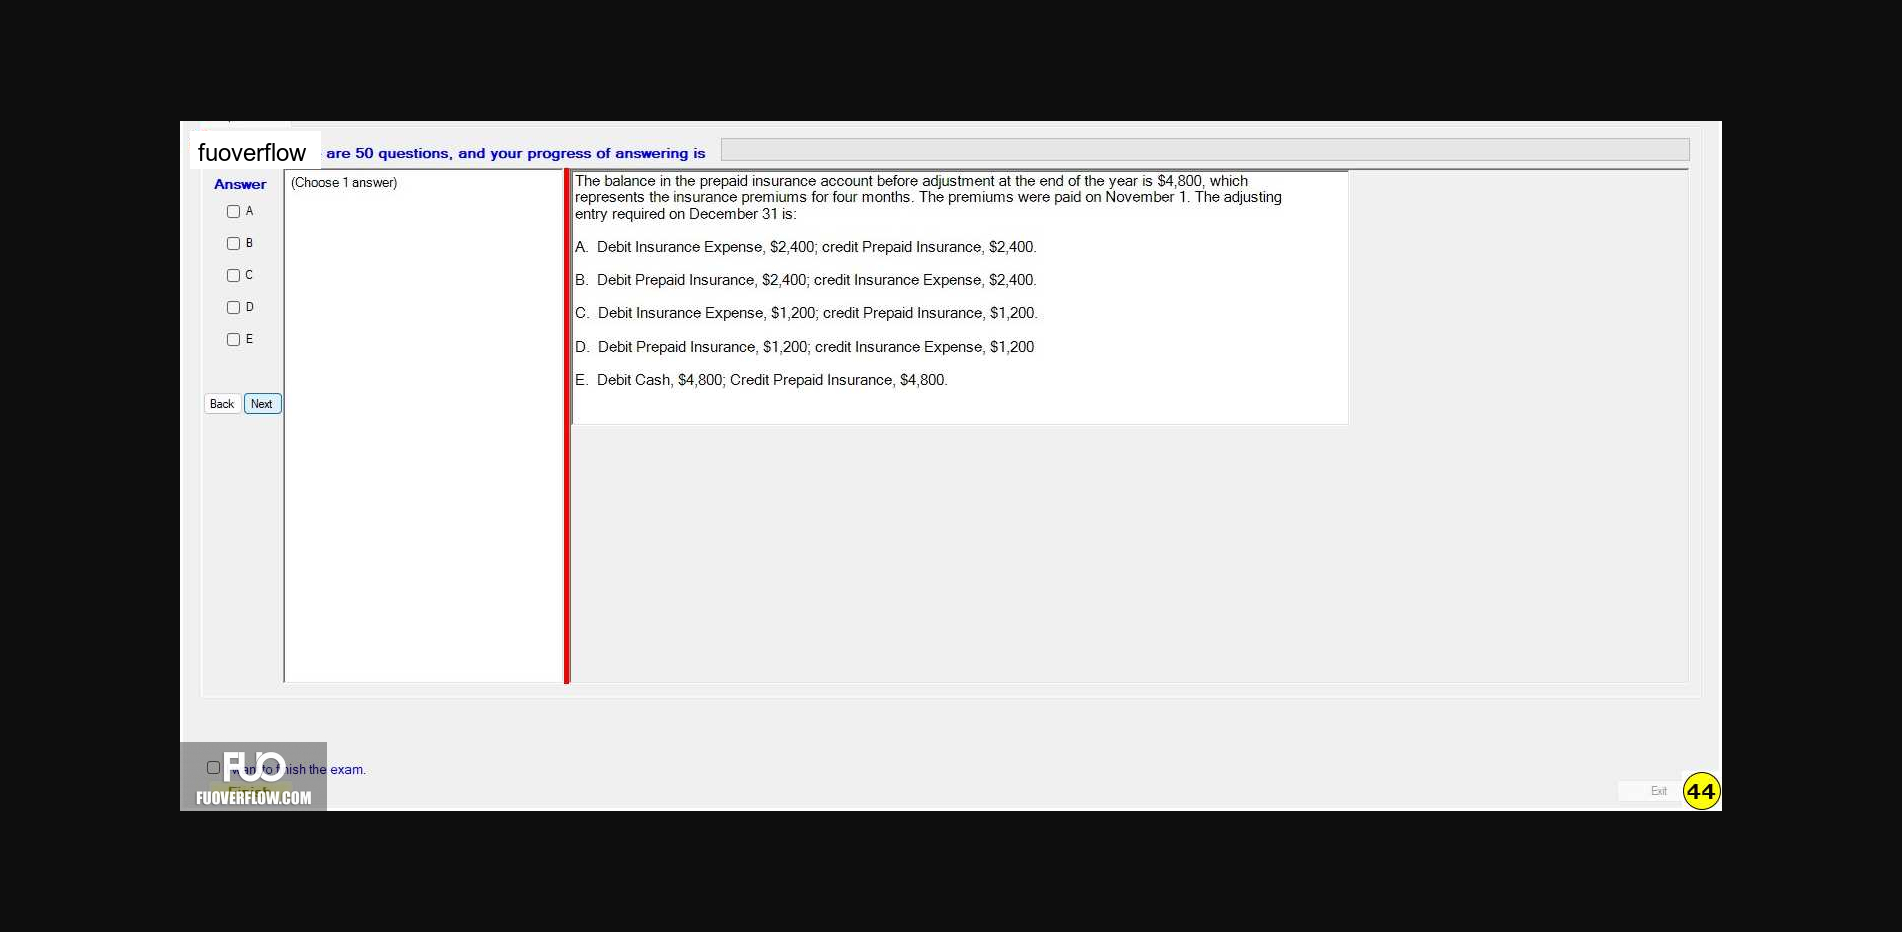 fuoverflow are 50 questions, and your progress of answering is
Answer
(Choose 1 answer)
A
B
C
D
E
Back Next
The balance in the prepaid insurance account before adjustment at the end of the year is $4,800, which
represents the insurance premiums for four months. The premiums were paid on November 1. The adjusting
entry required on December 31 is:
A. Debit Insurance Expense, $2,400; credit Prepaid Insurance, $2,400.
B. Debit Prepaid Insurance, $2,400; credit Insurance Expense, $2,400.
C. Debit Insurance Expense, $1,200; credit Prepaid Insurance, $1,200.
D. Debit Prepaid Insurance, $1,200; credit Insurance Expense, $1,200
E. Debit Cash, $4,800; Credit Prepaid Insurance, $4,800.
FUO
want to finish the exam.
Finish
FUOVERFLOW.COM
Exit
44